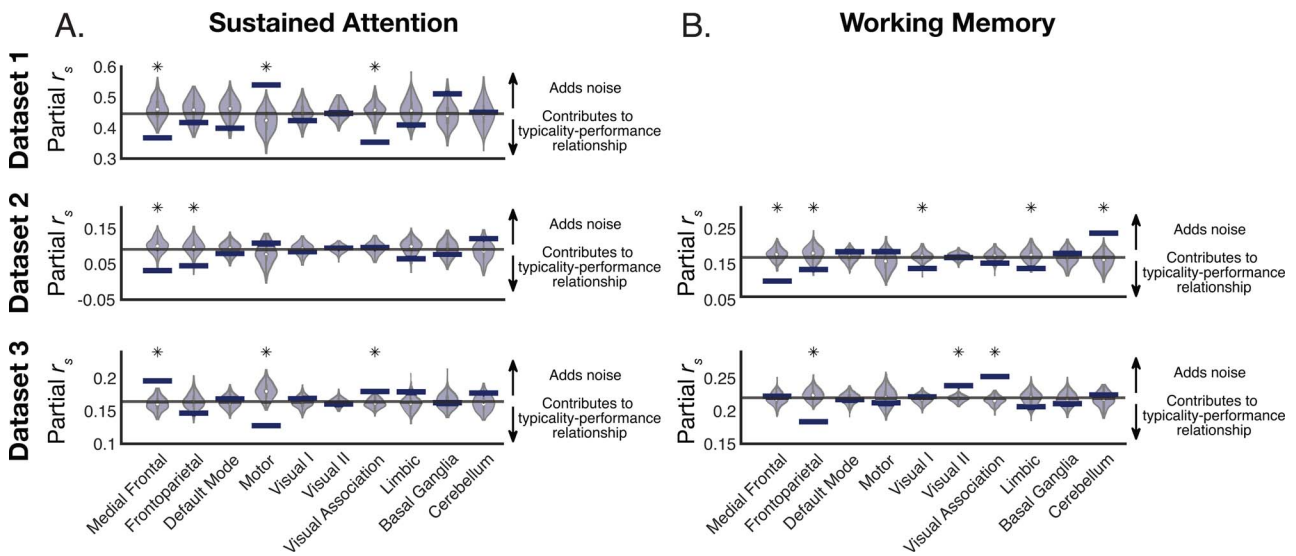 A. Sustained Attention
B. Working Memory
Dataset 1
Partial r_s
0.6
0.5
0.4
0.3
* * *
Adds noise
Contributes to
typicality-performance
relationship
Dataset 2
Partial r_s
0.15
0.05
-0.05
* *
Adds noise
Contributes to
typicality-performance
relationship
Partial r_s
0.25
0.15
0.05
* * * * *
Adds noise
Contributes to
typicality-performance
relationship
Dataset 3
Partial r_s
0.2
0.15
0.1
* * *
Adds noise
Contributes to
typicality-performance
relationship
Partial r_s
0.25
0.2
0.15
* * *
Adds noise
Contributes to
typicality-performance
relationship
Medial Frontal
Frontoparietal
Default Mode
Motor
Visual I
Visual II
Visual Association
Limbic
Basal Ganglia
Cerebellum
Medial Frontal
Frontoparietal
Default Mode
Motor
Visual I
Visual II
Visual Association
Limbic
Basal Ganglia
Cerebellum